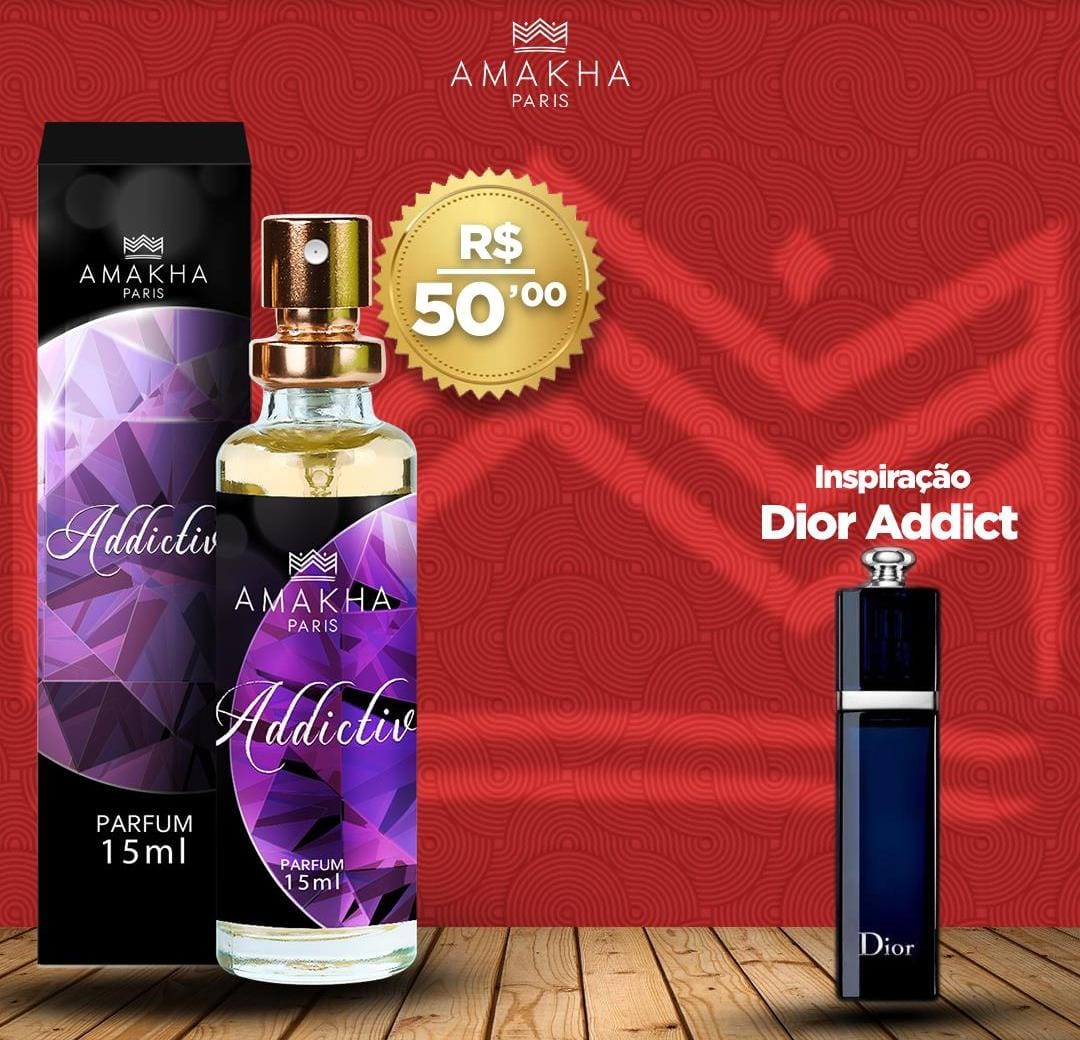 AMAKHA
PARIS
AMAKHA
PARIS
Addictiv
PARFUM
15ml
AMAKHA
PARIS
Addictiv
PARFUM
15ml
R$
50,00
Inspiração
Dior Addict
Dior